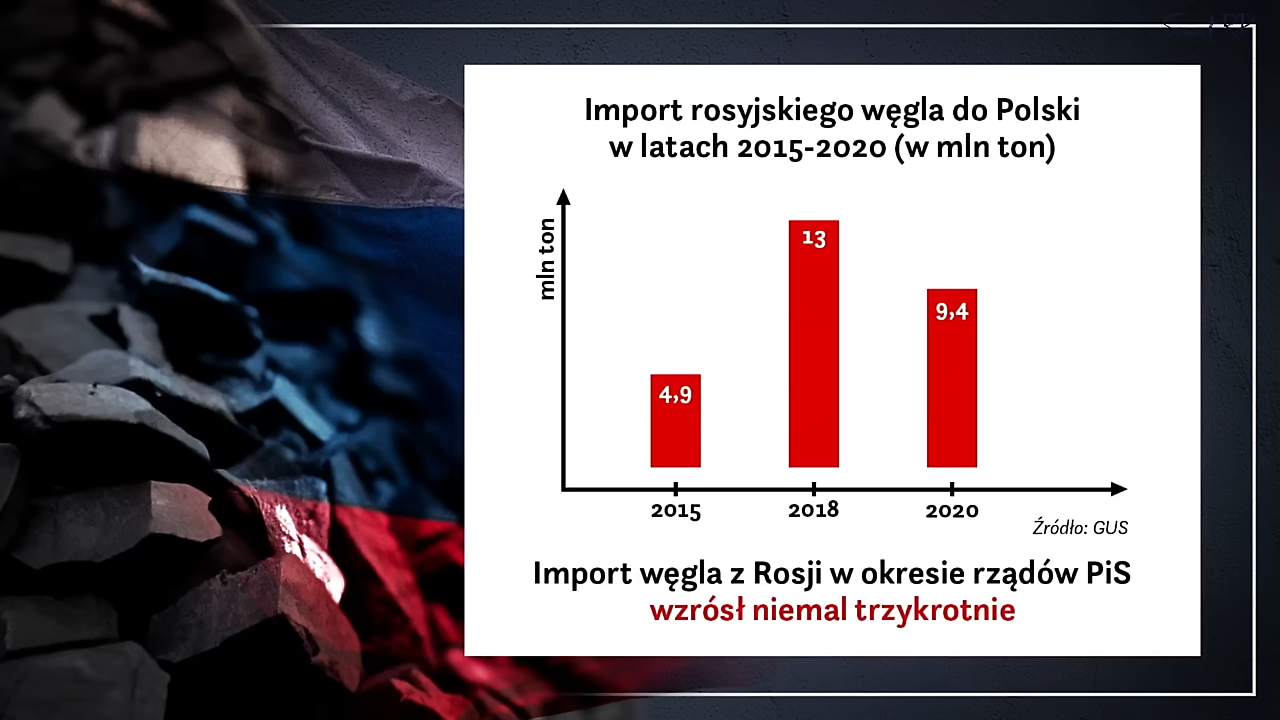 Import rosyjskiego węgla do Polski
w latach 2015-2020 (w mln ton)
mln ton
13
9,4
4,9
2015
2018
2020
Źródło: GUS
Import węgla z Rosji w okresie rządów PiS
wzrósł niemal trzykrotnie